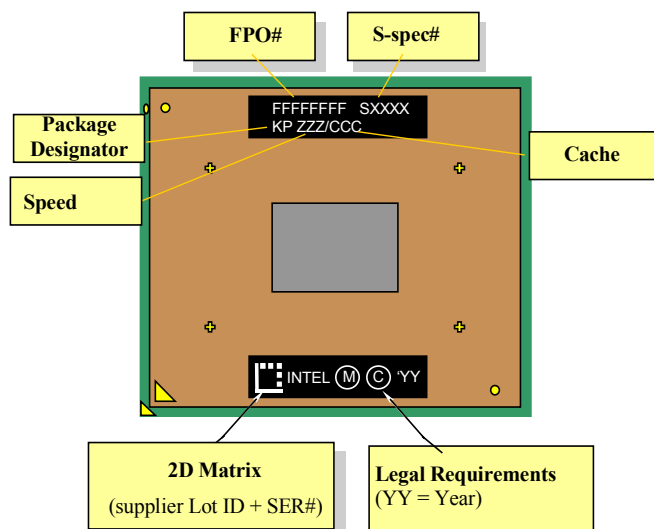 FPO#
S-spec#
FFFFFFFF SXXXX
KP ZZZ/CCC
Package
Designator
Cache
Speed
INTEL M C 'YY
2D Matrix
(supplier Lot ID + SER#)
Legal Requirements
(YY = Year)